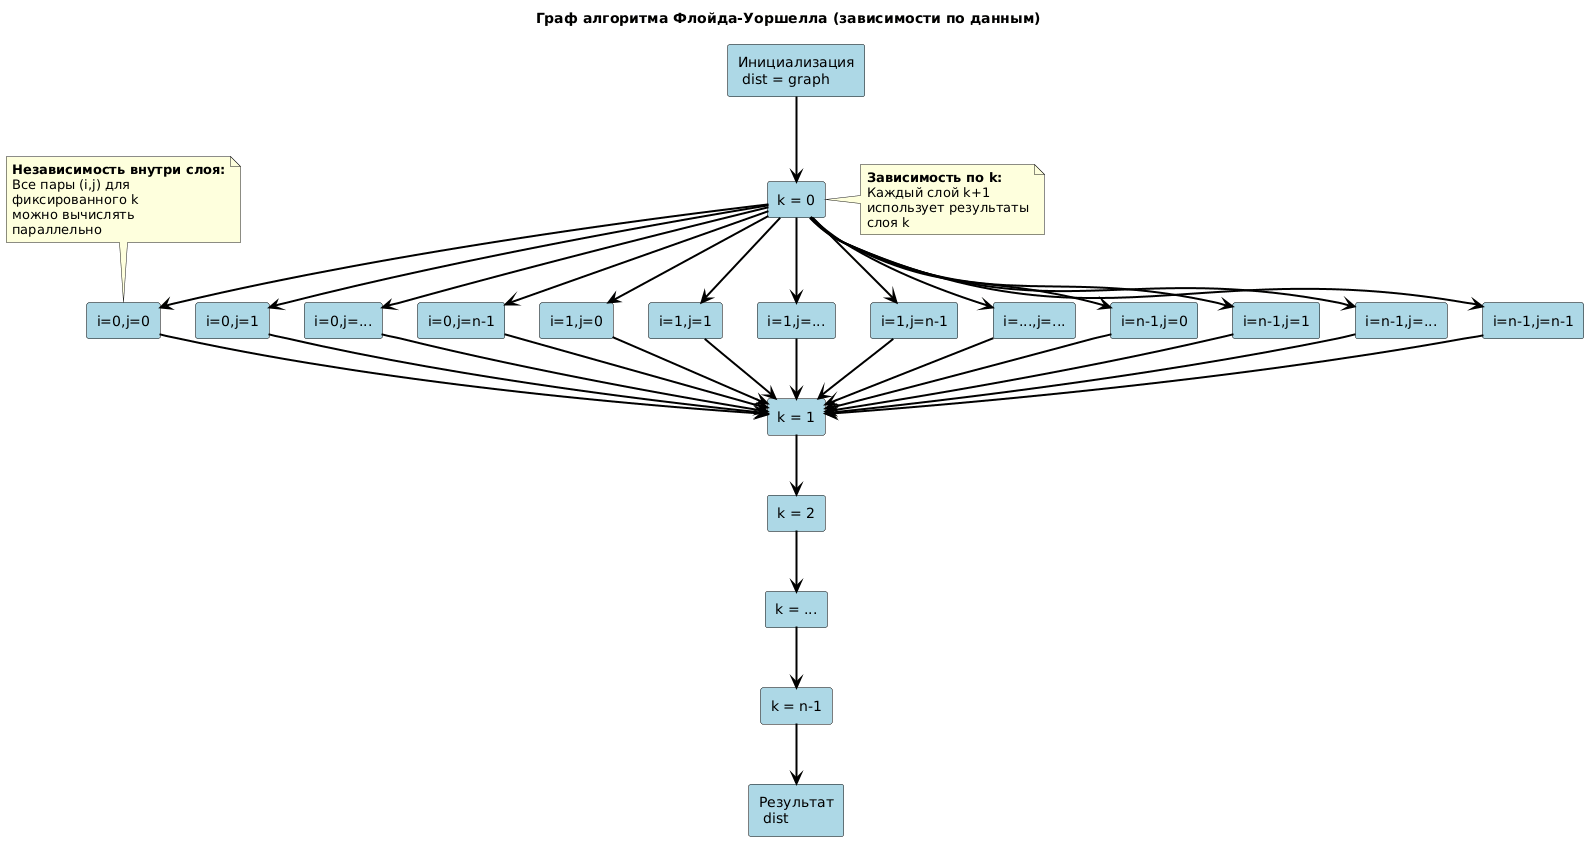 Граф алгоритма Флойда-Уоршелла (зависимости по данным)
Инициализация
dist = graph
Независимость внутри слоя:
Все пары (i,j) для
фиксированного k
можно вычислять
параллельно
k = 0
Зависимость по k:
Каждый слой k+1
использует результаты
слоя k
i=0,j=0
i=0,j=1
i=0,j=...
i=0,j=n-1
i=1,j=0
i=1,j=1
i=1,j=...
i=1,j=n-1
i=...,j=...
i=n-1,j=0
i=n-1,j=1
i=n-1,j=...
i=n-1,j=n-1
k = 1
k = 2
k = ...
k = n-1
Результат
dist